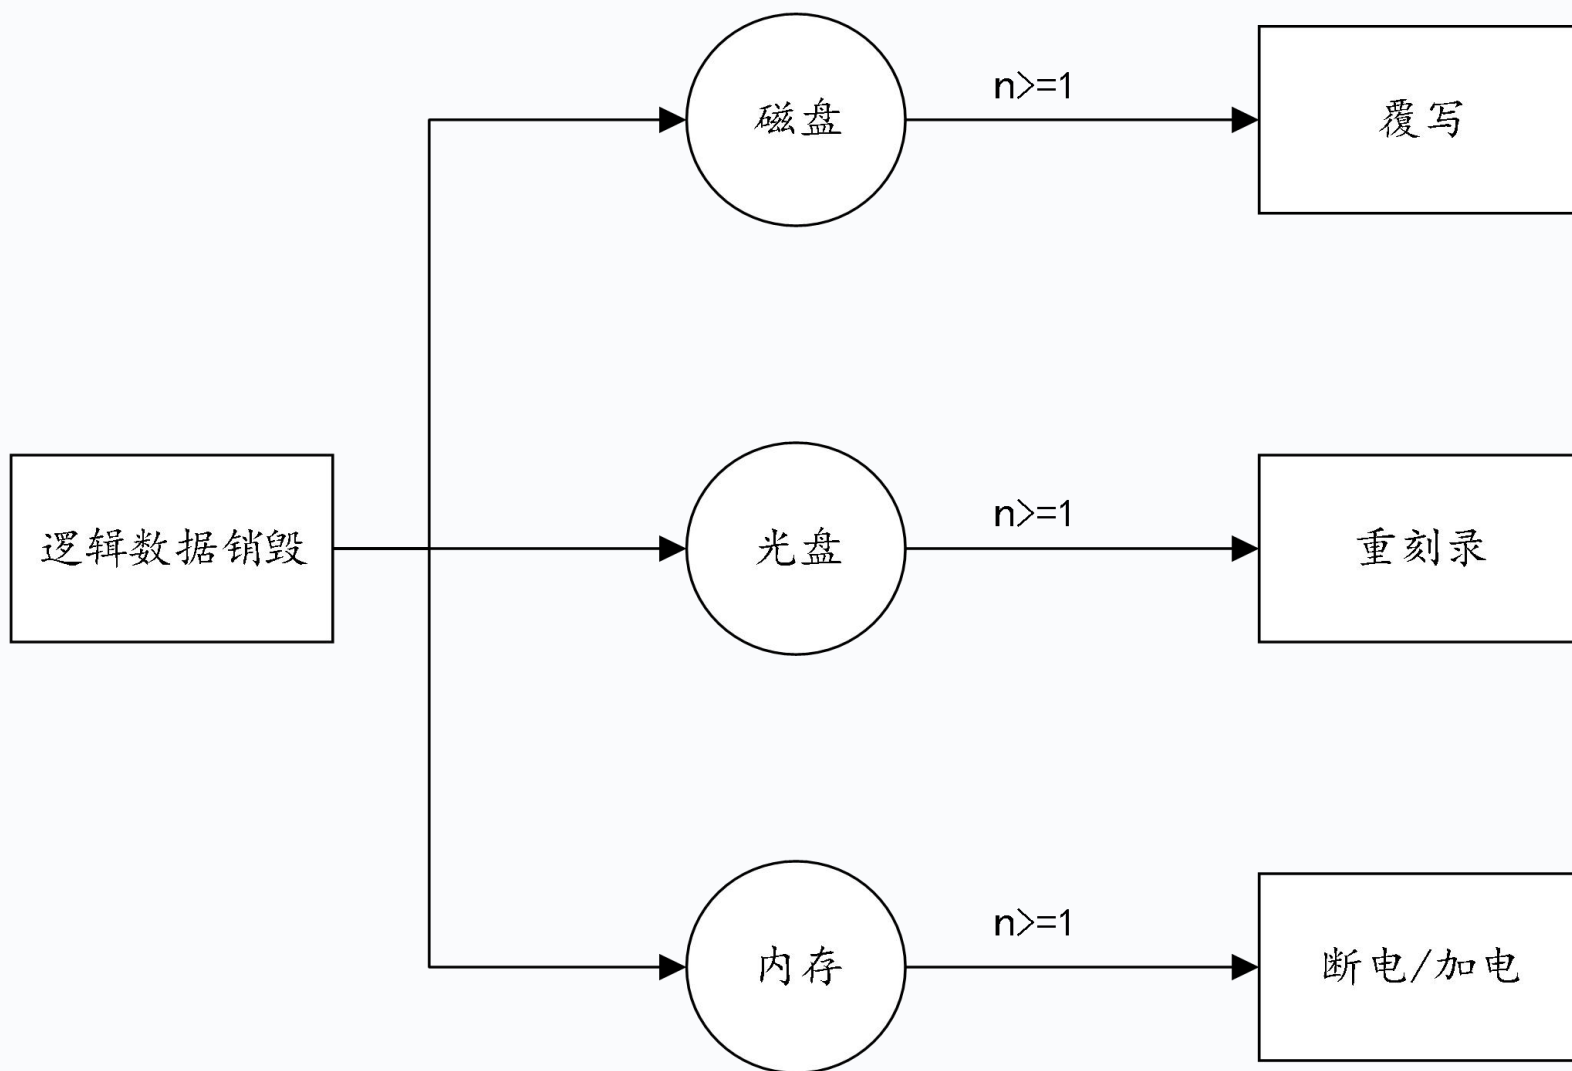 磁盘
n>=1
覆写
逻辑数据销毁
光盘
n>=1
重刻录
内存
n>=1
断电/加电